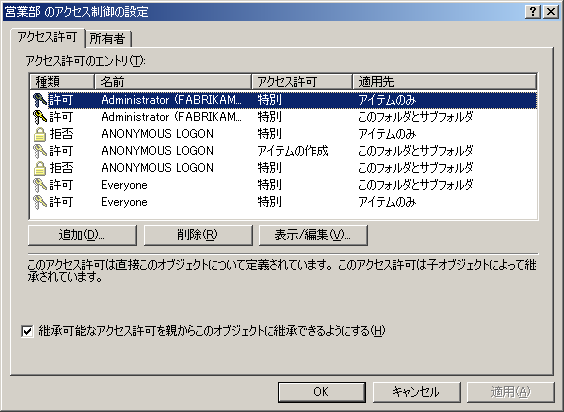 営業部 のアクセス制御の設定
アクセス許可 所有者
アクセス許可のエントリ(T):
種類 名前 アクセス許可 適用先
許可 Administrator (FABRIKAM... 特別 アイテムのみ
許可 Administrator (FABRIKAM... 特別 このフォルダとサブフォルダ
拒否 ANONYMOUS LOGON 特別 アイテムのみ
許可 ANONYMOUS LOGON アイテムの作成 このフォルダとサブフォルダ
拒否 ANONYMOUS LOGON 特別 このフォルダとサブフォルダ
許可 Everyone 特別 このフォルダとサブフォルダ
許可 Everyone 特別 アイテムのみ
追加(D)... 削除(R) 表示/編集(V)...
このアクセス許可は直接このオブジェクトについて定義されています。このアクセス許可は子オブジェクトによって継
承されています。
継承可能なアクセス許可を親からこのオブジェクトに継承できるようにする(H)
OK キャンセル 適用(A)